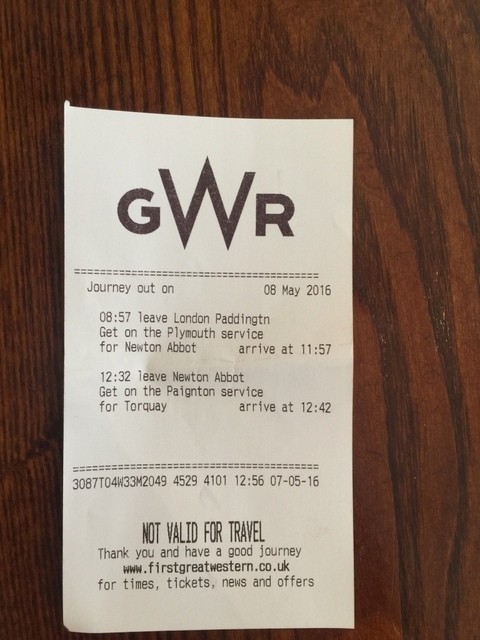 GWR
=======================================
Journey out on 08 May 2016
08:57 leave London Paddingtn
Get on the Plymouth service
for Newton Abbot arrive at 11:57
12:32 leave Newton Abbot
Get on the Paignton service
for Torquay arrive at 12:42
=======================================
3087T04W33M2049 4529 4101 12:56 07-05-16
NOT VALID FOR TRAVEL
Thank you and have a good journey
www.firstgreatwestern.co.uk
for times, tickets, news and offers